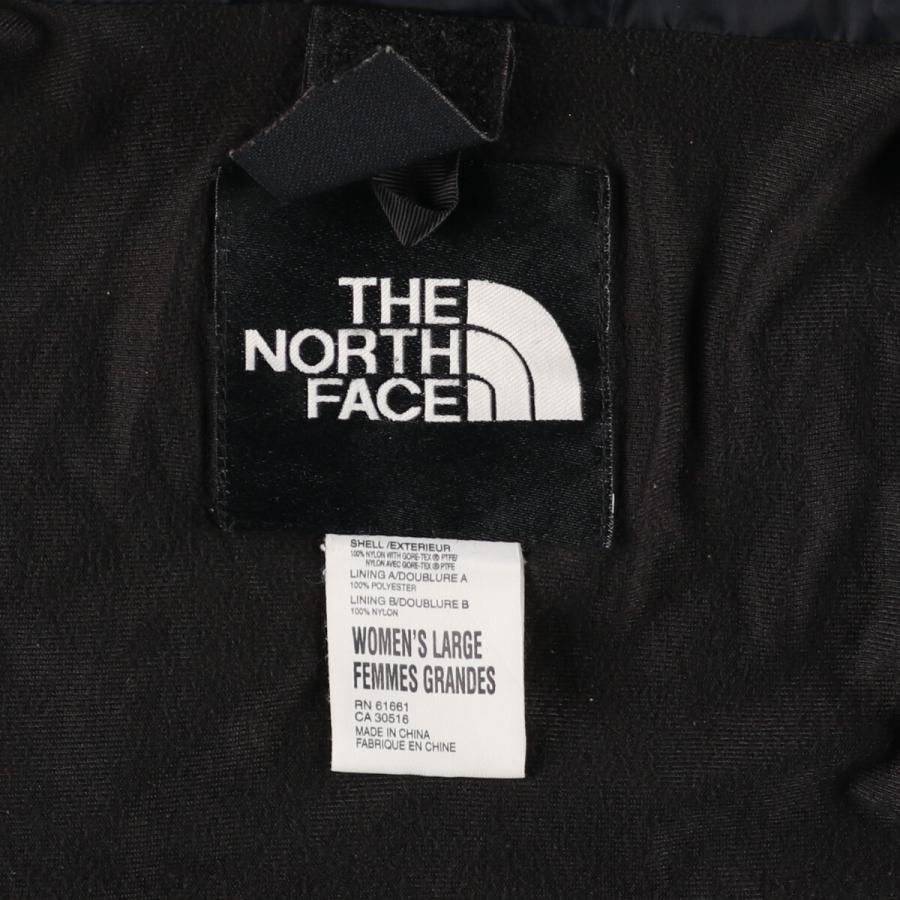 THE
NORTH
FACE
SHELL /EXTERIEUR
100% NYLON WITH GORE-TEX ® PTFE/
NYLON AVEC GORE-TEX ® PTFE
LINING A/DOUBLURE A
100% POLYESTER
LINING B/DOUBLURE B
100% NYLON
WOMEN'S LARGE
FEMMES GRANDES
RN 61661
CA 30516
MADE IN CHINA
FABRIQUE EN CHINE